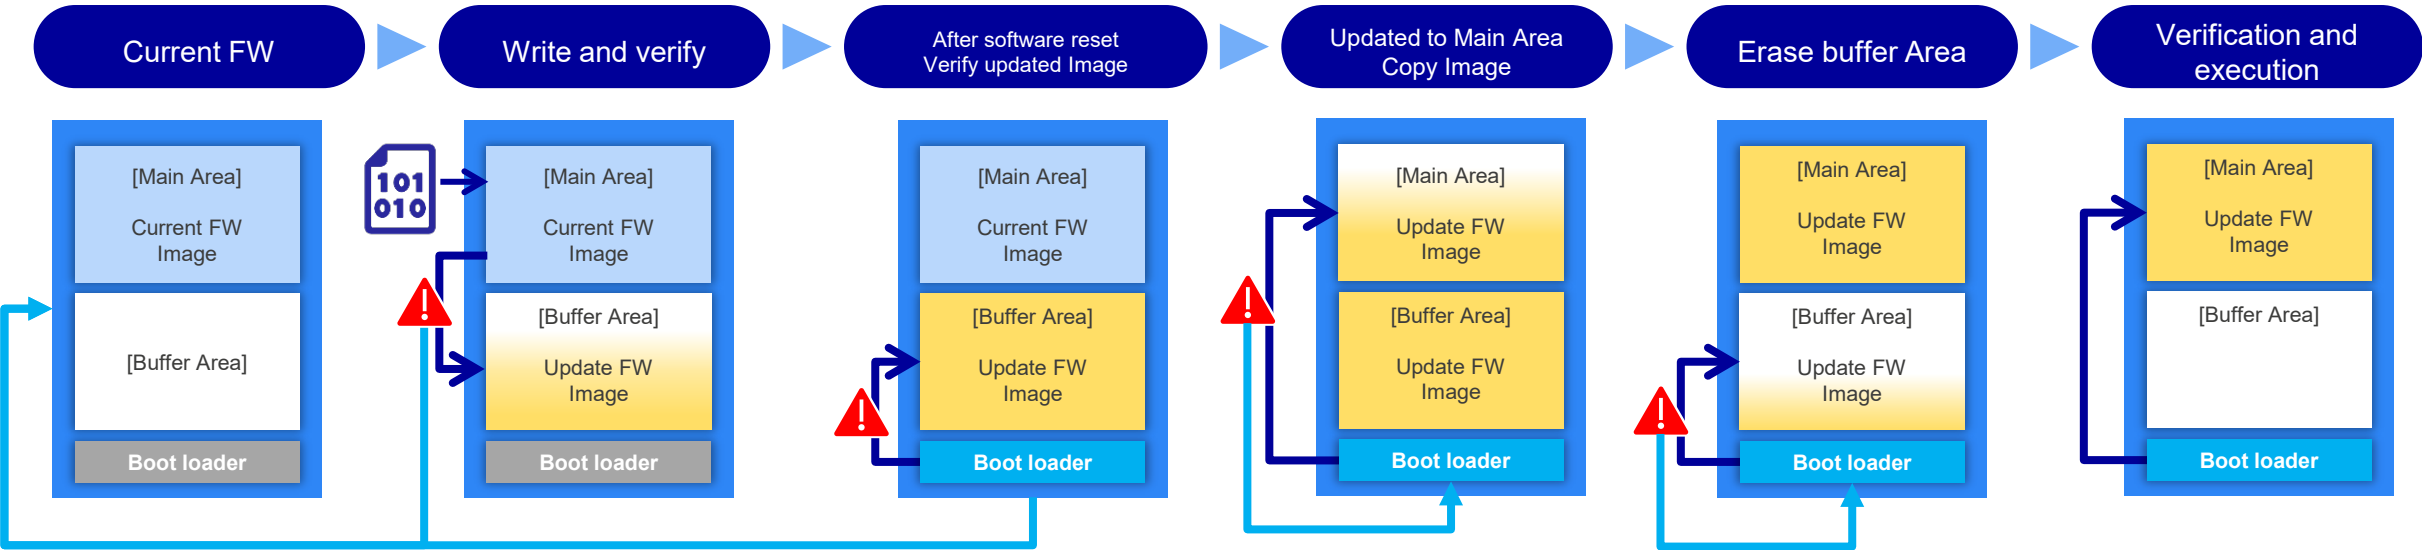 Current FW
Write and verify
After software reset
Verify updated Image
Updated to Main Area
Copy Image
Erase buffer Area
Verification and
execution
[Main Area]
Current FW
Image
[Buffer Area]
Boot loader
101
010
[Main Area]
Current FW
Image
[Buffer Area]
Update FW
Image
Boot loader
[Main Area]
Current FW
Image
[Buffer Area]
Update FW
Image
Boot loader
[Main Area]
Update FW
Image
[Buffer Area]
Update FW
Image
Boot loader
[Main Area]
Update FW
Image
[Buffer Area]
Update FW
Image
Boot loader
[Main Area]
Update FW
Image
[Buffer Area]
Boot loader